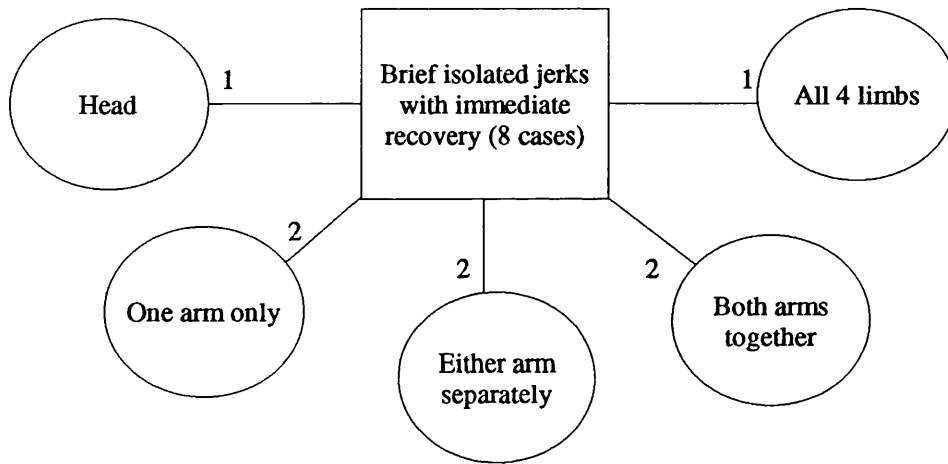 Head
1
Brief isolated jerks
with immediate
recovery (8 cases)
1
All 4 limbs
2
One arm only
2
Either arm
separately
2
Both arms
together